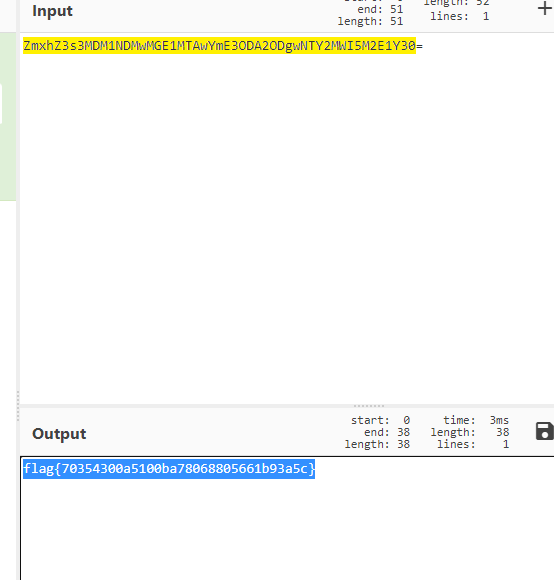 Input
length: 52
end: 51
length: 51
lines: 1
ZmxhZ3s3MDM1NDMwMGE1MTAwYmE3ODA2ODgwNTY2MWI5M2E1Y30=
Output
start: 0
end: 38
length: 38
time: 3ms
length: 38
lines: 1
flag{70354300a5100ba78068805661b93a5c}